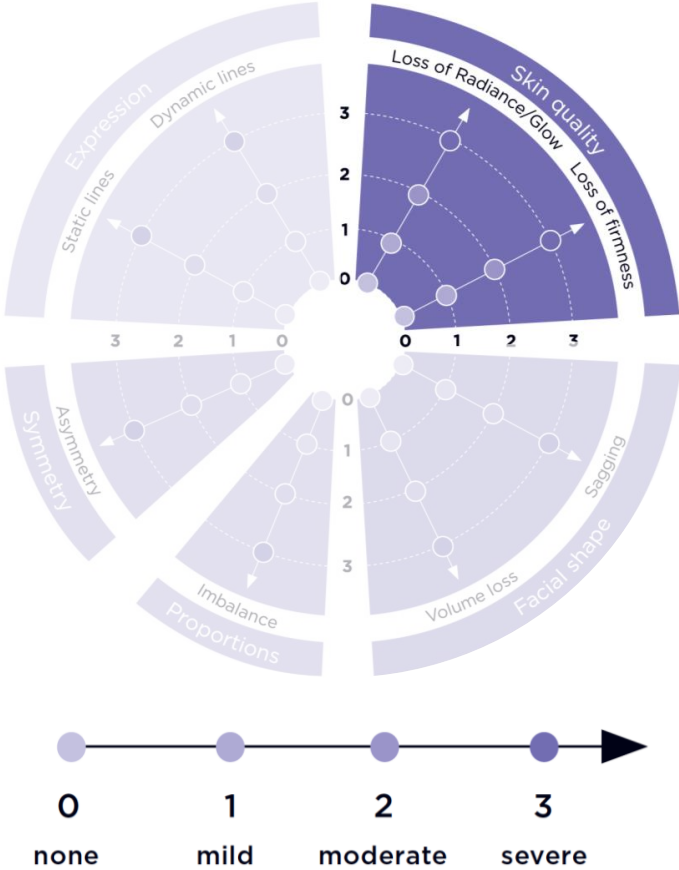 Expression
Dynamic lines
Static lines
Skin quality
Loss of Radiance/Glow
Loss of firmness
3
2
1
0
3 2 1 0
0 1 2 3
0
1
2
3
Symmetry
Asymmetry
Proportions
Imbalance
Facial shape
Volume loss
Sagging
0 1 2 3
none mild moderate severe